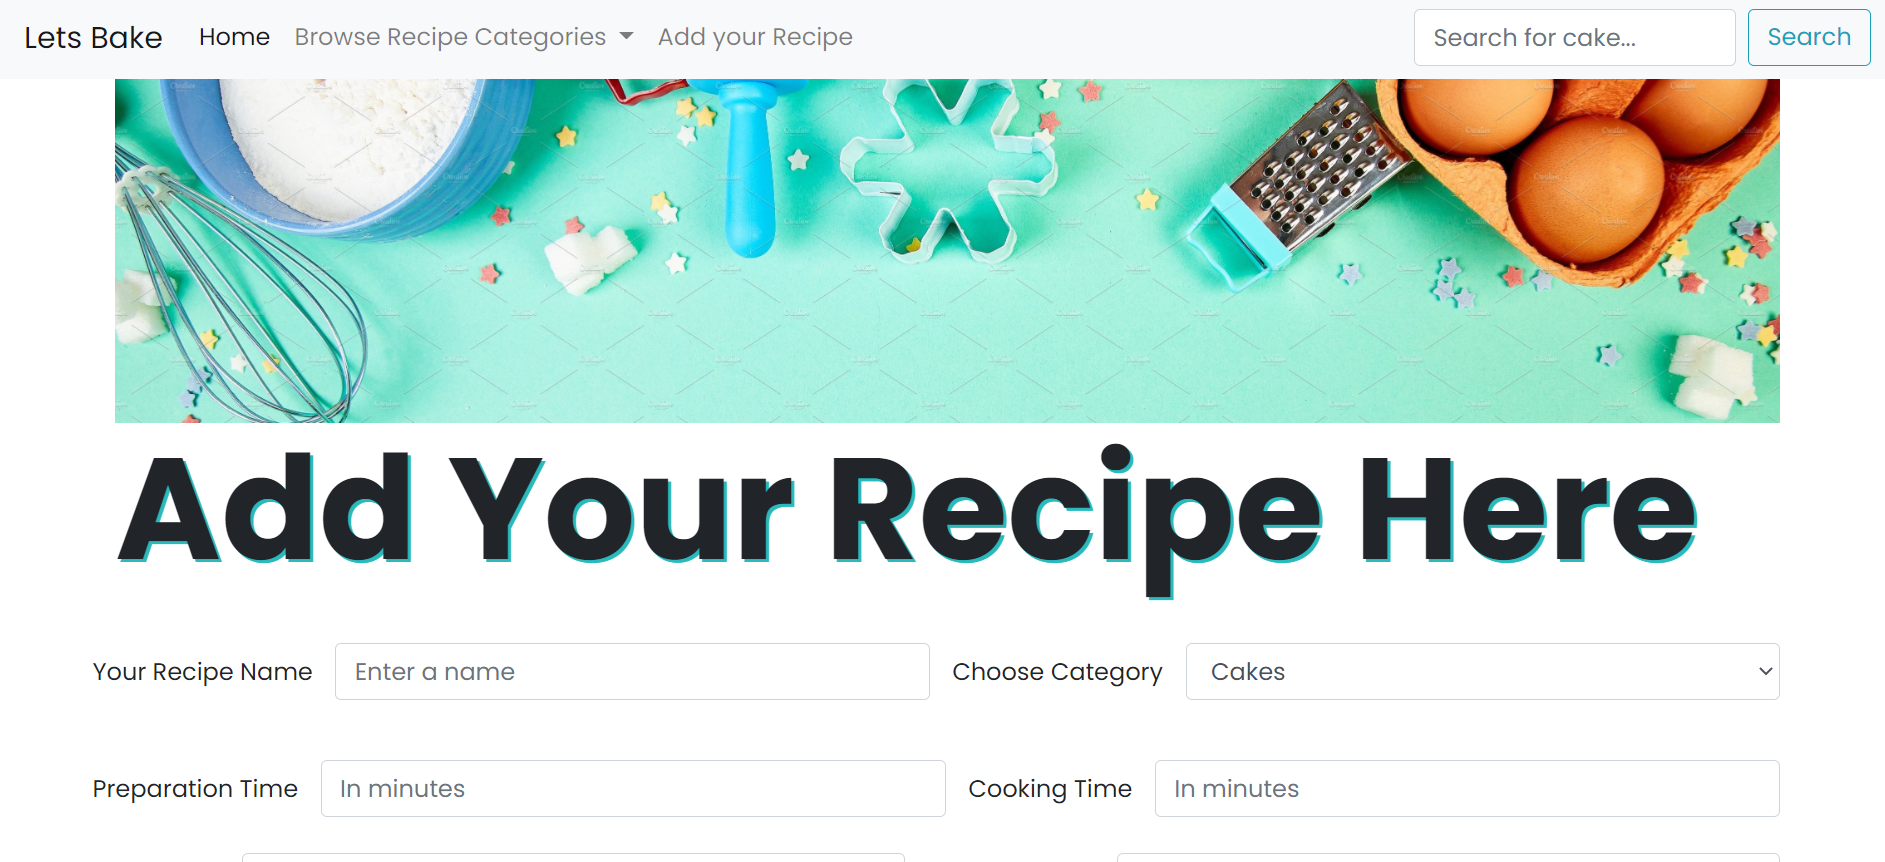 Lets Bake Home Browse Recipe Categories Add your Recipe Search for cake... Search
Add Your Recipe Here
Your Recipe Name Enter a name Choose Category Cakes
Preparation Time In minutes Cooking Time In minutes